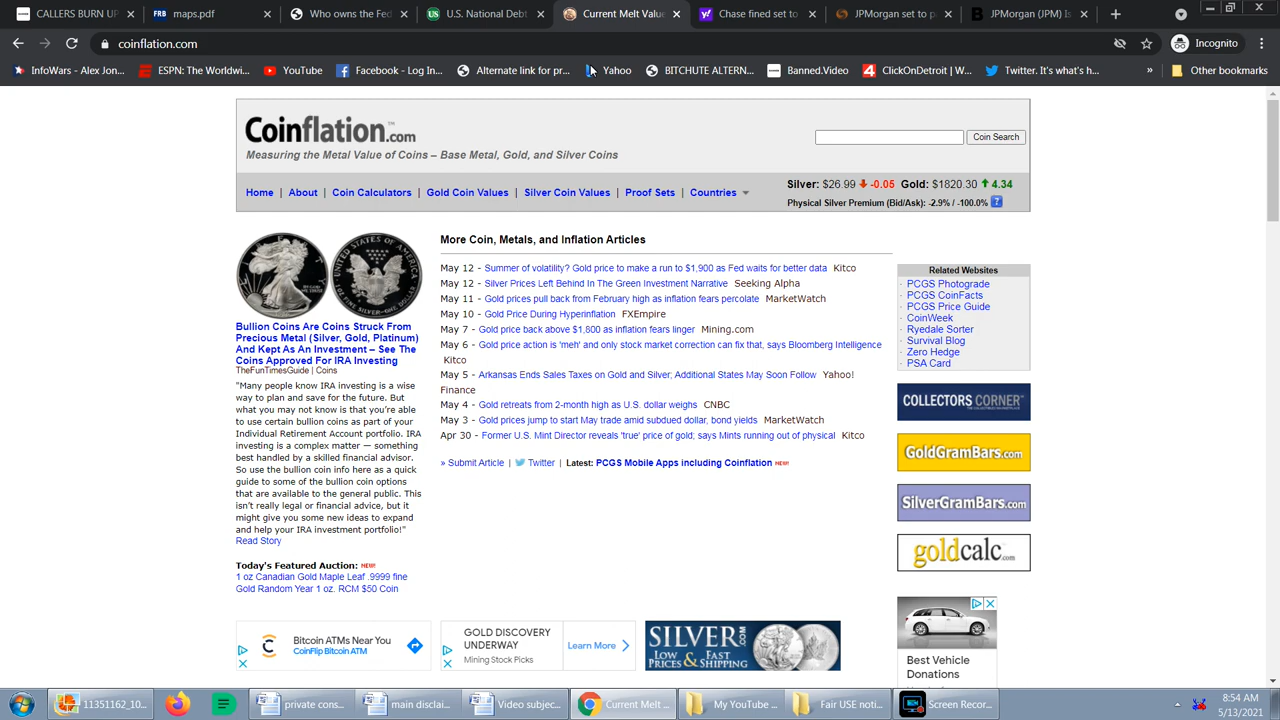 CALLERS BURN × maps.pdf × CALLERS owns the Fed × U.S. National Debt × Current Melt Value × Chase fined set to × JPMorgan set to p × JPMorgan (JPM) Is × +
coinflation.com Incognito
InfoWars - Alex Jon... ESPN: The Worldwi... YouTube Facebook - Log In... Alternate link for pr... Yahoo BITCHUTE ALTERN... Banned.Video ClickOnDetroit | W... Twitter. It's what's h... » Other bookmarks
Coinflation.com™
Measuring the Metal Value of Coins – Base Metal, Gold, and Silver Coins
Coin Search
Home | About | Coin Calculators | Gold Coin Values | Silver Coin Values | Proof Sets | Countries
Silver: $26.99 -0.05 Gold: $1820.30 4.34
Physical Silver Premium (Bid/Ask): -2.9% / -100.0% ?
More Coin, Metals, and Inflation Articles
May 12 - Summer of volatility? Gold price to make a run to $1,900 as Fed waits for better data Kitco
May 12 - Silver Prices Left Behind In The Green Investment Narrative Seeking Alpha
May 11 - Gold prices pull back from February high as inflation fears percolate MarketWatch
May 10 - Gold Price During Hyperinflation FXEmpire
May 7 - Gold price back above $1,800 as inflation fears linger Mining.com
May 6 - Gold price action is 'meh' and only stock market correction can fix that, says Bloomberg Intelligence
Kitco
May 5 - Arkansas Ends Sales Taxes on Gold and Silver; Additional States May Soon Follow Yahoo!
Finance
May 4 - Gold retreats from 2-month high as U.S. dollar weighs CNBC
May 3 - Gold prices jump to start May trade amid subdued dollar, bond yields MarketWatch
Apr 30 - Former U.S. Mint Director reveals 'true' price of gold; says Mints running out of physical Kitco
» Submit Article | Twitter | Latest: PCGS Mobile Apps including Coinflation NEW!
Bullion Coins Are Coins Struck From
Precious Metal (Silver, Gold, Platinum)
And Kept As An Investment – See The
Coins Approved For IRA Investing
TheFunTimesGuide | Coins
"Many people know IRA investing is a wise
way to plan and save for the future. But
what you may not know is that you're able
to use certain bullion coins as part of your
Individual Retirement Account portfolio. IRA
investing is a complex matter — something
best handled by a skilled financial advisor.
So use the bullion coin info here as a quick
guide to some of the bullion coin options
that are available to the general public. This
isn't really legal or financial advice, but it
might give you some new ideas to expand
and help your IRA investment portfolio!"
Read Story
Today's Featured Auction: NEW!
1 oz Canadian Gold Maple Leaf .9999 fine
Gold Random Year 1 oz. RCM $50 Coin
Related Websites
- PCGS Photograde
- PCGS CoinFacts
- PCGS Price Guide
- CoinWeek
- Ryedale Sorter
- Survival Blog
- Zero Hedge
- PSA Card
COLLECTORS CORNER
GoldGramBars.com
SilverGramBars.com
goldcalc.com
Best Vehicle
Donations
Bitcoin ATMs Near You
CoinFlip Bitcoin ATM
GOLD DISCOVERY
UNDERWAY
Mining Stock Picks
Learn More
SILVER.COM
LOW & FAST
PRICES & SHIPPING
11351162_10... private cons... main disclai... Video subjec... Current Melt ... My YouTube ... Fair USE noti... Screen Recor...
8:54 AM
5/13/2021